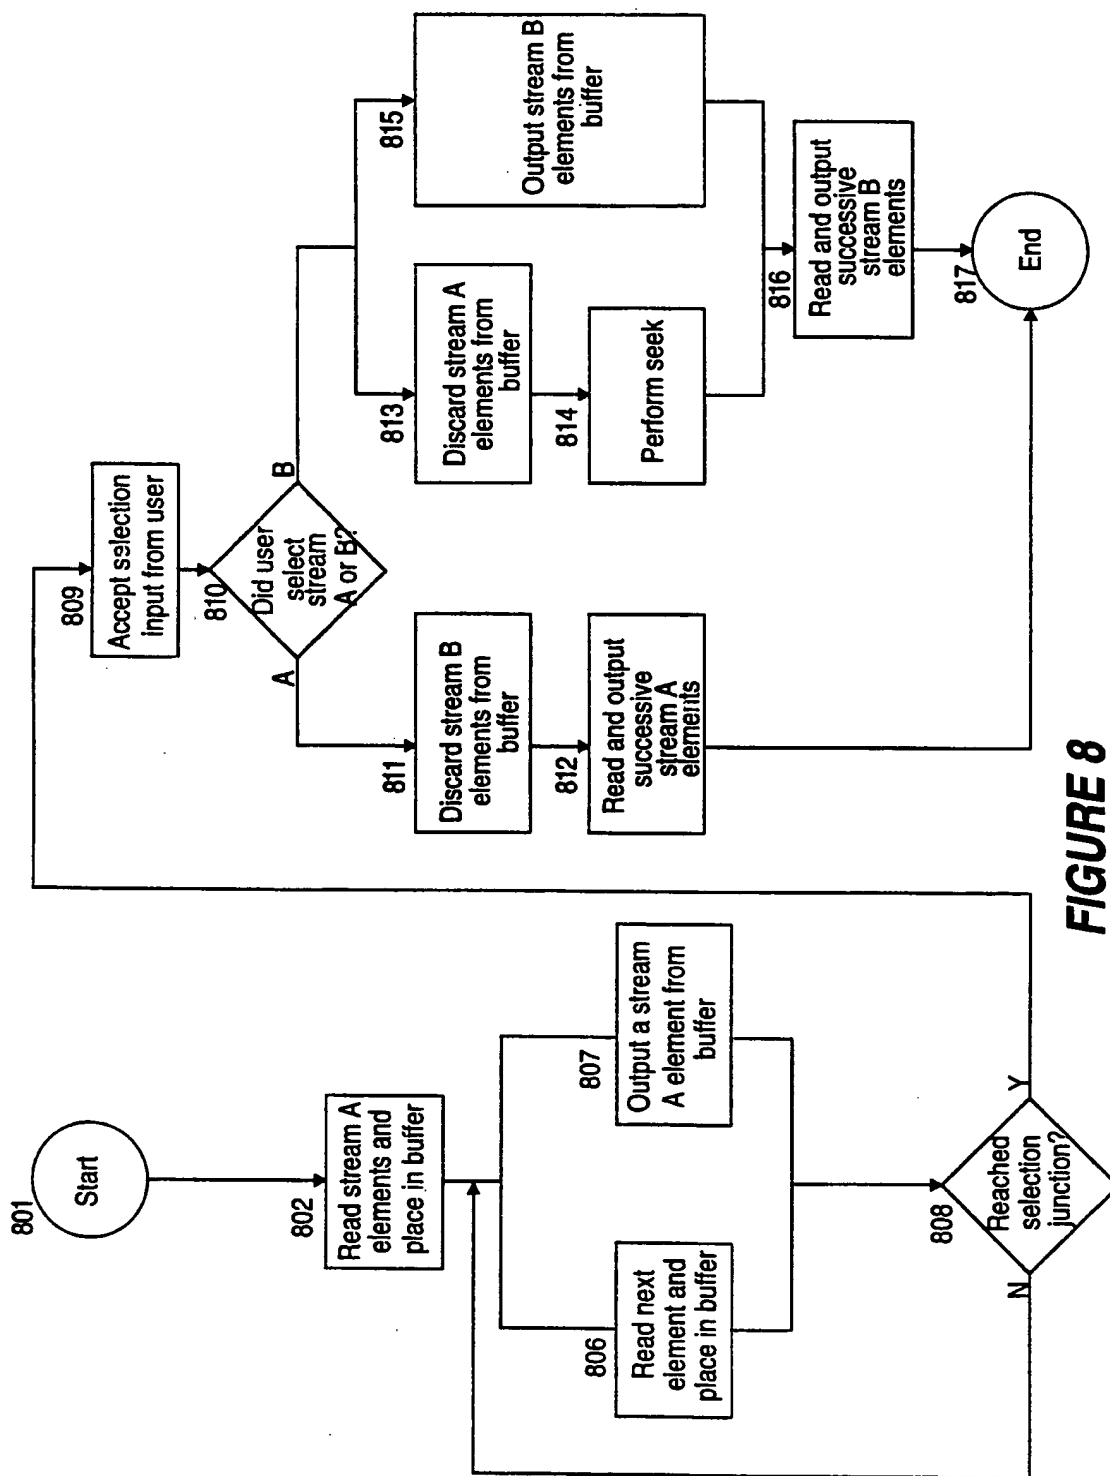 801
Start
802
Read stream A
elements and
place in buffer
806
Read next
element and
place in buffer
807
Output a stream
A element from
buffer
808
Reached
selection
junction?
N
Y
809
Accept selection
input from user
810
Did user
select
stream
A or B?
A
B
811
Discard stream B
elements from
buffer
812
Read and output
successive
stream A
elements
813
Discard stream A
elements from
buffer
814
Perform seek
815
Output stream B
elements from
buffer
816
Read and output
successive
stream B
elements
817
End
FIGURE 8